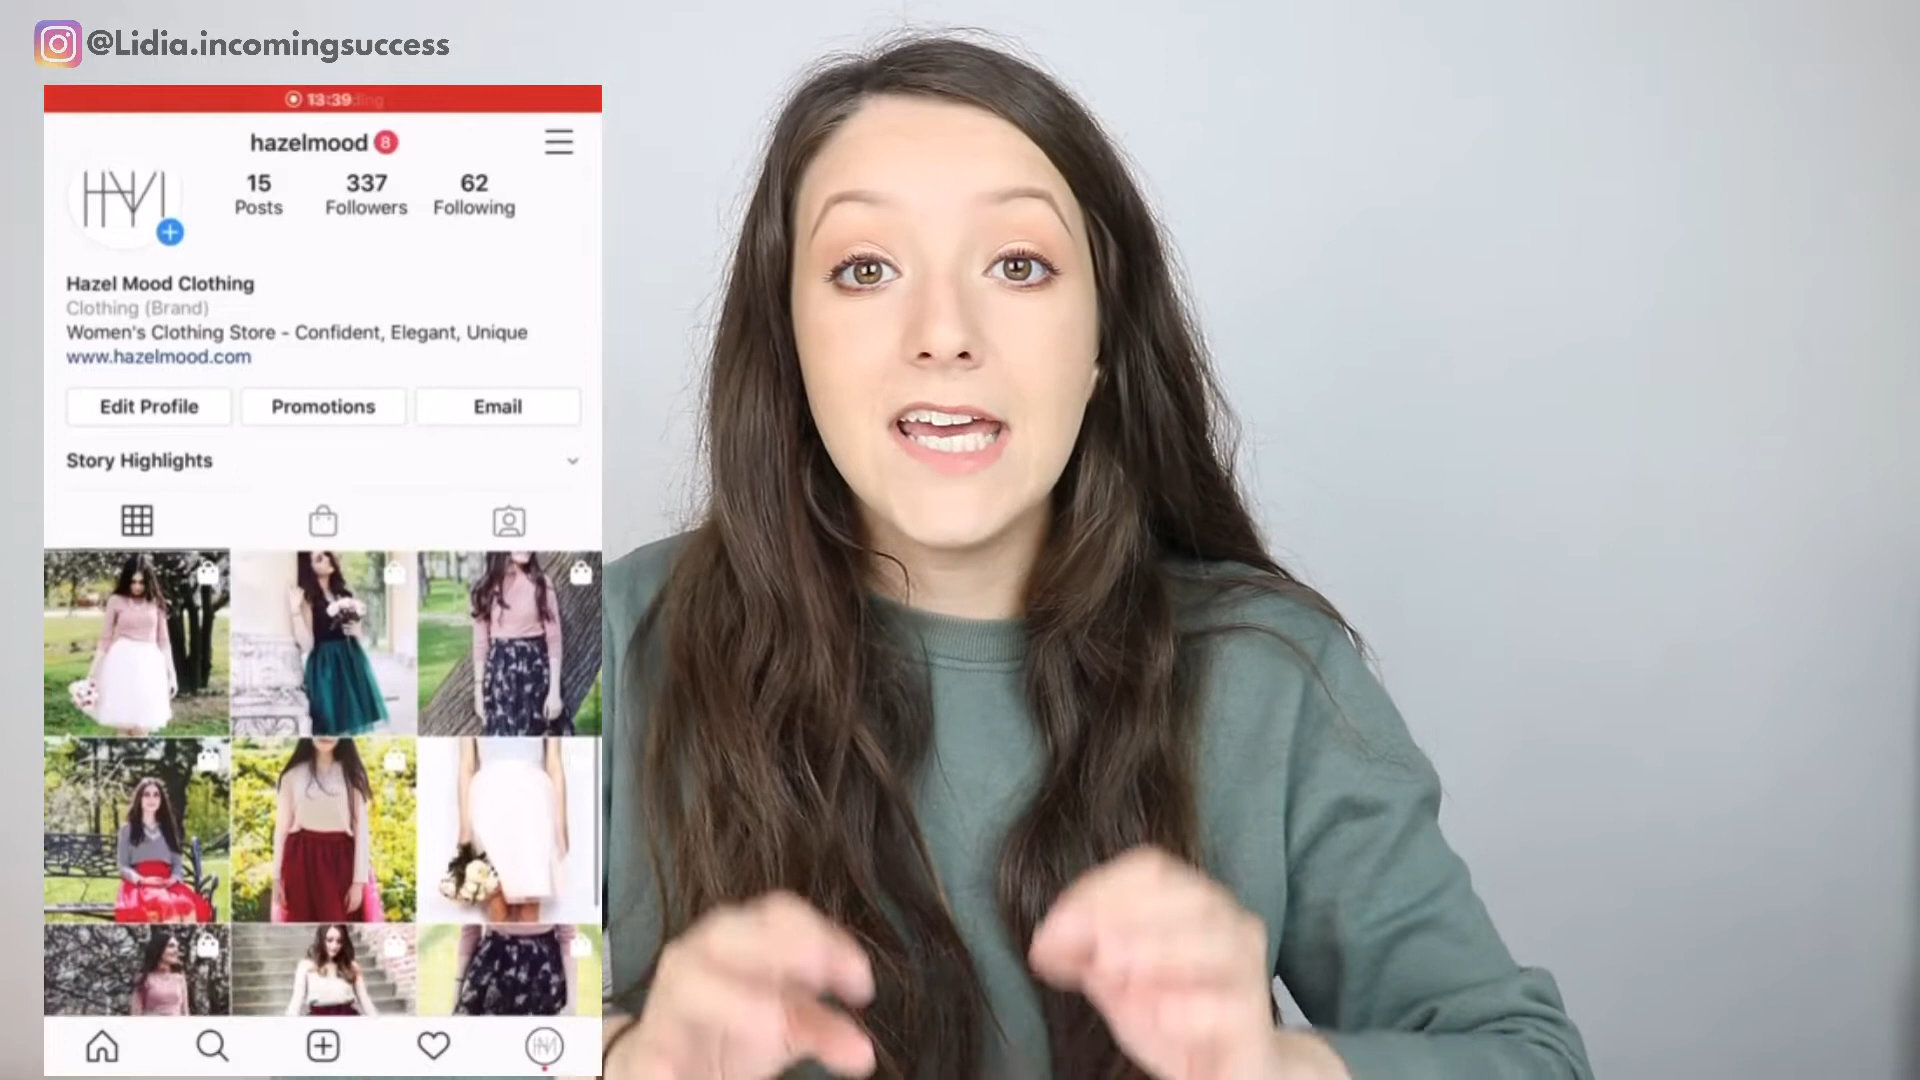 @Lidia.incomingsuccess
13:39
hazelmood 8
15 337 62
Posts Followers Following
Hazel Mood Clothing
Clothing (Brand)
Women's Clothing Store - Confident, Elegant, Unique
www.hazelmood.com
Edit Profile Promotions Email
Story Highlights